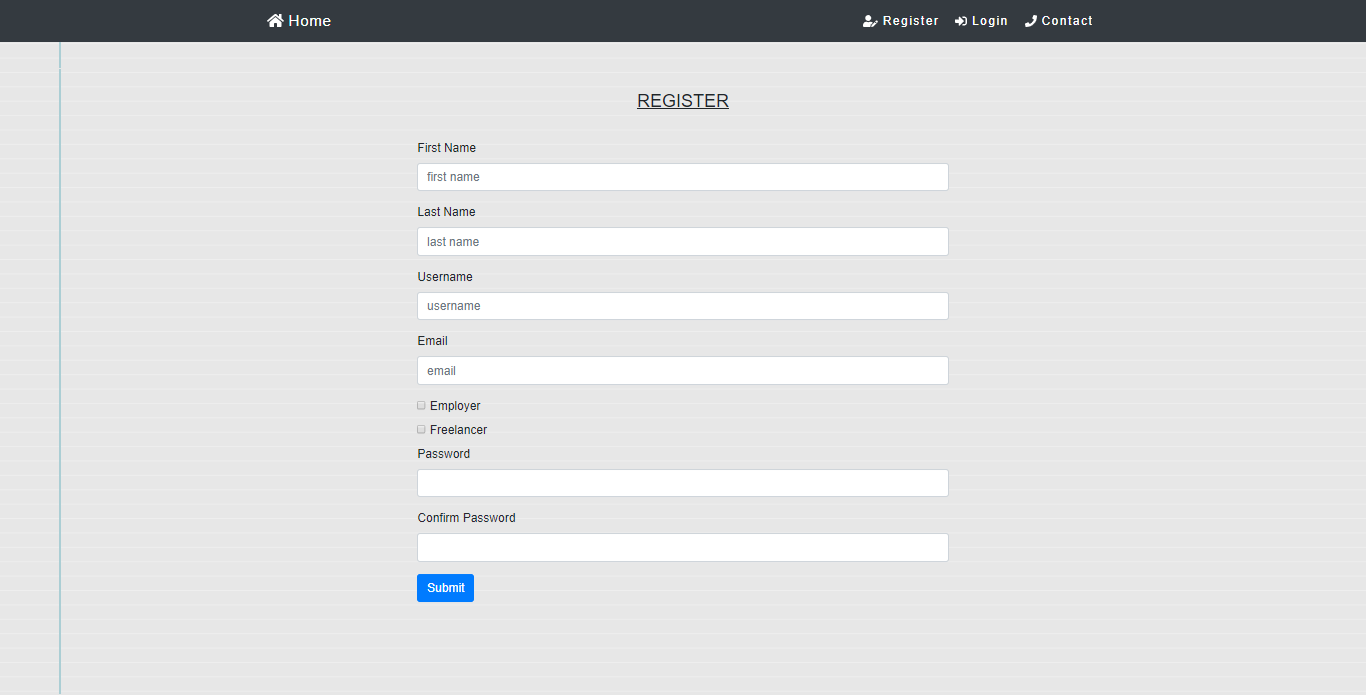 Home Register Login Contact
REGISTER
First Name
first name
Last Name
last name
Username
username
Email
email
Employer
Freelancer
Password
Confirm Password
Submit